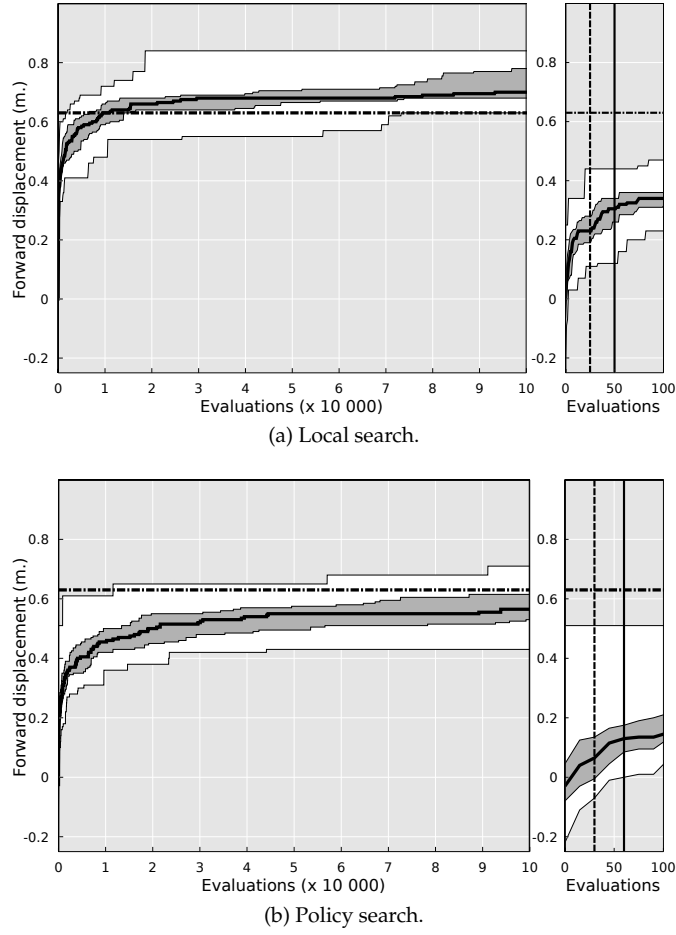 Forward displacement (m.)
0.8
0.6
0.4
0.2
0
-0.2
0 1 2 3 4 5 6 7 8 9 10
Evaluations (x 10 000)
0.8
0.6
0.4
0.2
0
-0.2
0 50 100
Evaluations
(a) Local search.
Forward displacement (m.)
0.8
0.6
0.4
0.2
0
-0.2
0 1 2 3 4 5 6 7 8 9 10
Evaluations (x 10 000)
0.8
0.6
0.4
0.2
0
-0.2
0 50 100
Evaluations
(b) Policy search.